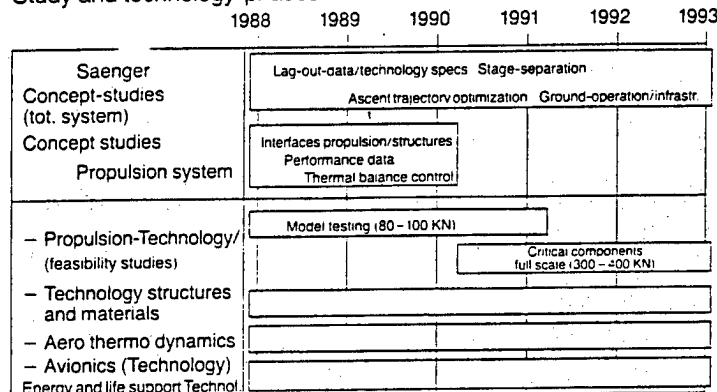 Study and technology
1988 1989 1990 1991 1992 1993
Saenger
Concept-studies
(tot. system)
Lag-out-data/technology specs Stage-separation
Ascent trajectory optimization Ground-operation/infrastr.
Concept studies
Propulsion system
Interfaces propulsion/structures
Performance data
Thermal balance control
– Propulsion-Technology/
(feasibility studies)
Model testing (80 – 100 KN)
Critical components
full scale (300 – 400 KN)
– Technology structures
and materials
– Aero thermo dynamics
– Avionics (Technology)
Energy and life support Technol.